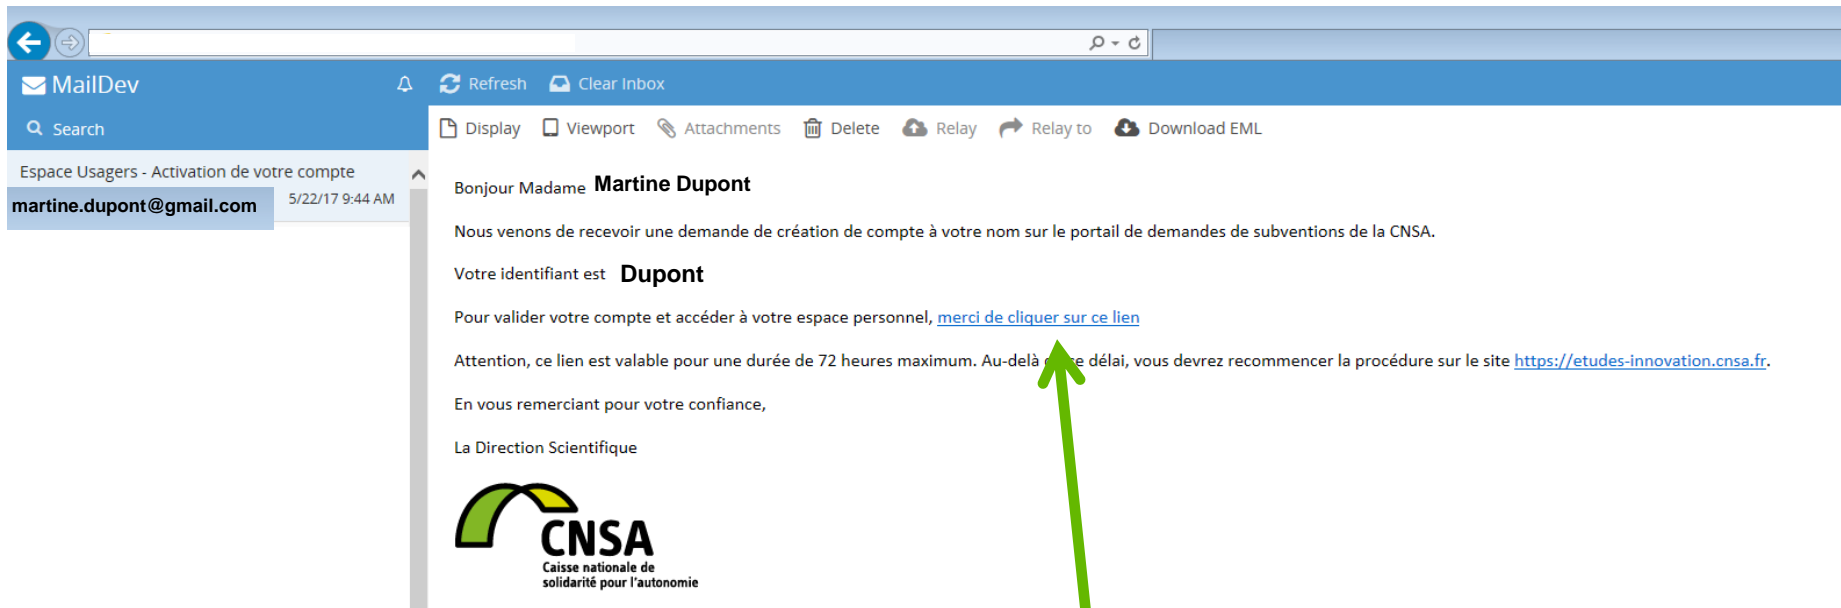 MailDev
Refresh Clear Inbox
Search
Display Viewport Attachments Delete Relay Relay to Download EML
Espace Usagers - Activation de votre compte
martine.dupont@gmail.com 5/22/17 9:44 AM
Bonjour Madame Martine Dupont
Nous venons de recevoir une demande de création de compte à votre nom sur le portail de demandes de subventions de la CNSA.
Votre identifiant est Dupont
Pour valider votre compte et accéder à votre espace personnel, merci de cliquer sur ce lien
Attention, ce lien est valable pour une durée de 72 heures maximum. Au-delà de ce délai, vous devrez recommencer la procédure sur le site https://etudes-innovation.cnsa.fr.
En vous remerciant pour votre confiance,
La Direction Scientifique
CNSA
Caisse nationale de
solidarité pour l'autonomie